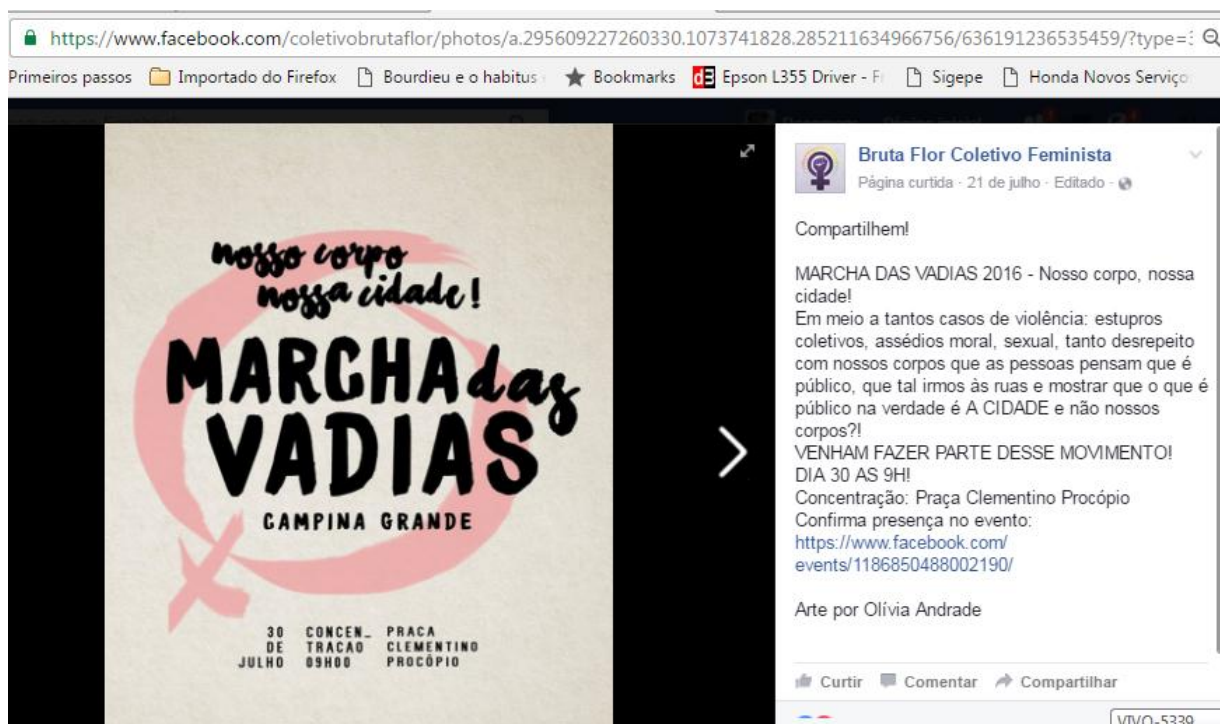 https://www.facebook.com/coletivobrutaflor/photos/a.295609227260330.1073741828.285211634966756/636191236535459/?type=
Primeiros passos Importado do Firefox Bourdieu e o habitus Bookmarks Epson L355 Driver - F Sigepe Honda Novos Serviço
nosso corpo
nossa cidade!
MARCHA das
VADIAS
CAMPINA GRANDE
30 CONCEN_ PRACA
DE TRACAO CLEMENTINO
JULHO 09H00 PROCÓPIO
Bruta Flor Coletivo Feminista
Página curtida · 21 de julho · Editado ·
Compartilhem!
MARCHA DAS VADIAS 2016 - Nosso corpo, nossa
cidade!
Em meio a tantos casos de violência: estupros
coletivos, assédios moral, sexual, tanto desrepeito
com nossos corpos que as pessoas pensam que é
público, que tal irmos às ruas e mostrar que o que é
público na verdade é A CIDADE e não nossos
corpos?!
VENHAM FAZER PARTE DESSE MOVIMENTO!
DIA 30 AS 9H!
Concentração: Praça Clementino Procópio
Confirma presença no evento:
https://www.facebook.com/
events/1186850488002190/
Arte por Olívia Andrade
Curtir Comentar Compartilhar
VIVO-5339